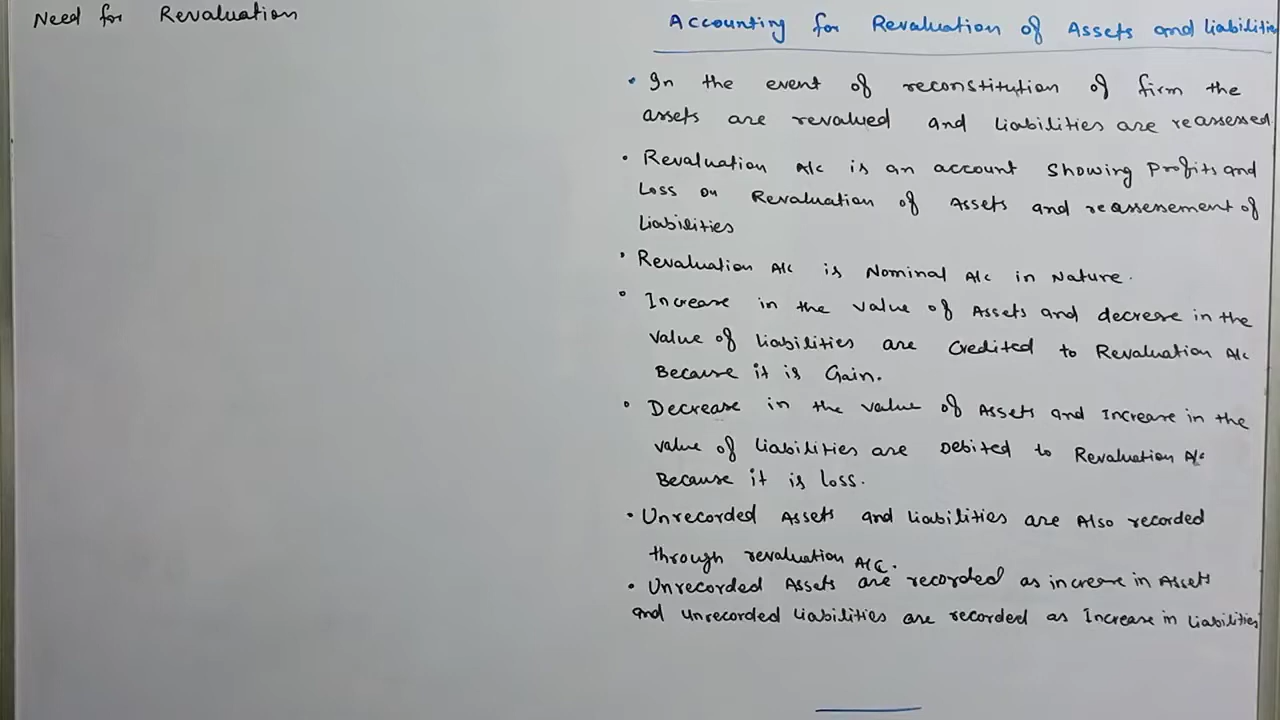 Need for Revaluation
Accounting for Revaluation of Assets and liabilities
• In the event of reconstitution of firm the
assets are revalued and liabilities are reassessed
• Revaluation A/c is an account showing Profits and
Loss on Revaluation of Assets and reassessement of
liabilities
• Revaluation A/c is Nominal A/c in Nature.
• Increase in the value of Assets and decrese in the
value of liabilities are credited to Revaluation A/c
Because it is Gain.
• Decrease in the value of Assets and Increase in the
value of liabilities are Debited to Revaluation A/c
Because it is loss.
• Unrecorded Assets and liabilities are Also recorded
through revaluation A/C.
• Unrecorded Assets are recorded as increse in Assets
and unrecorded liabilities are recorded as Increase in liabilities